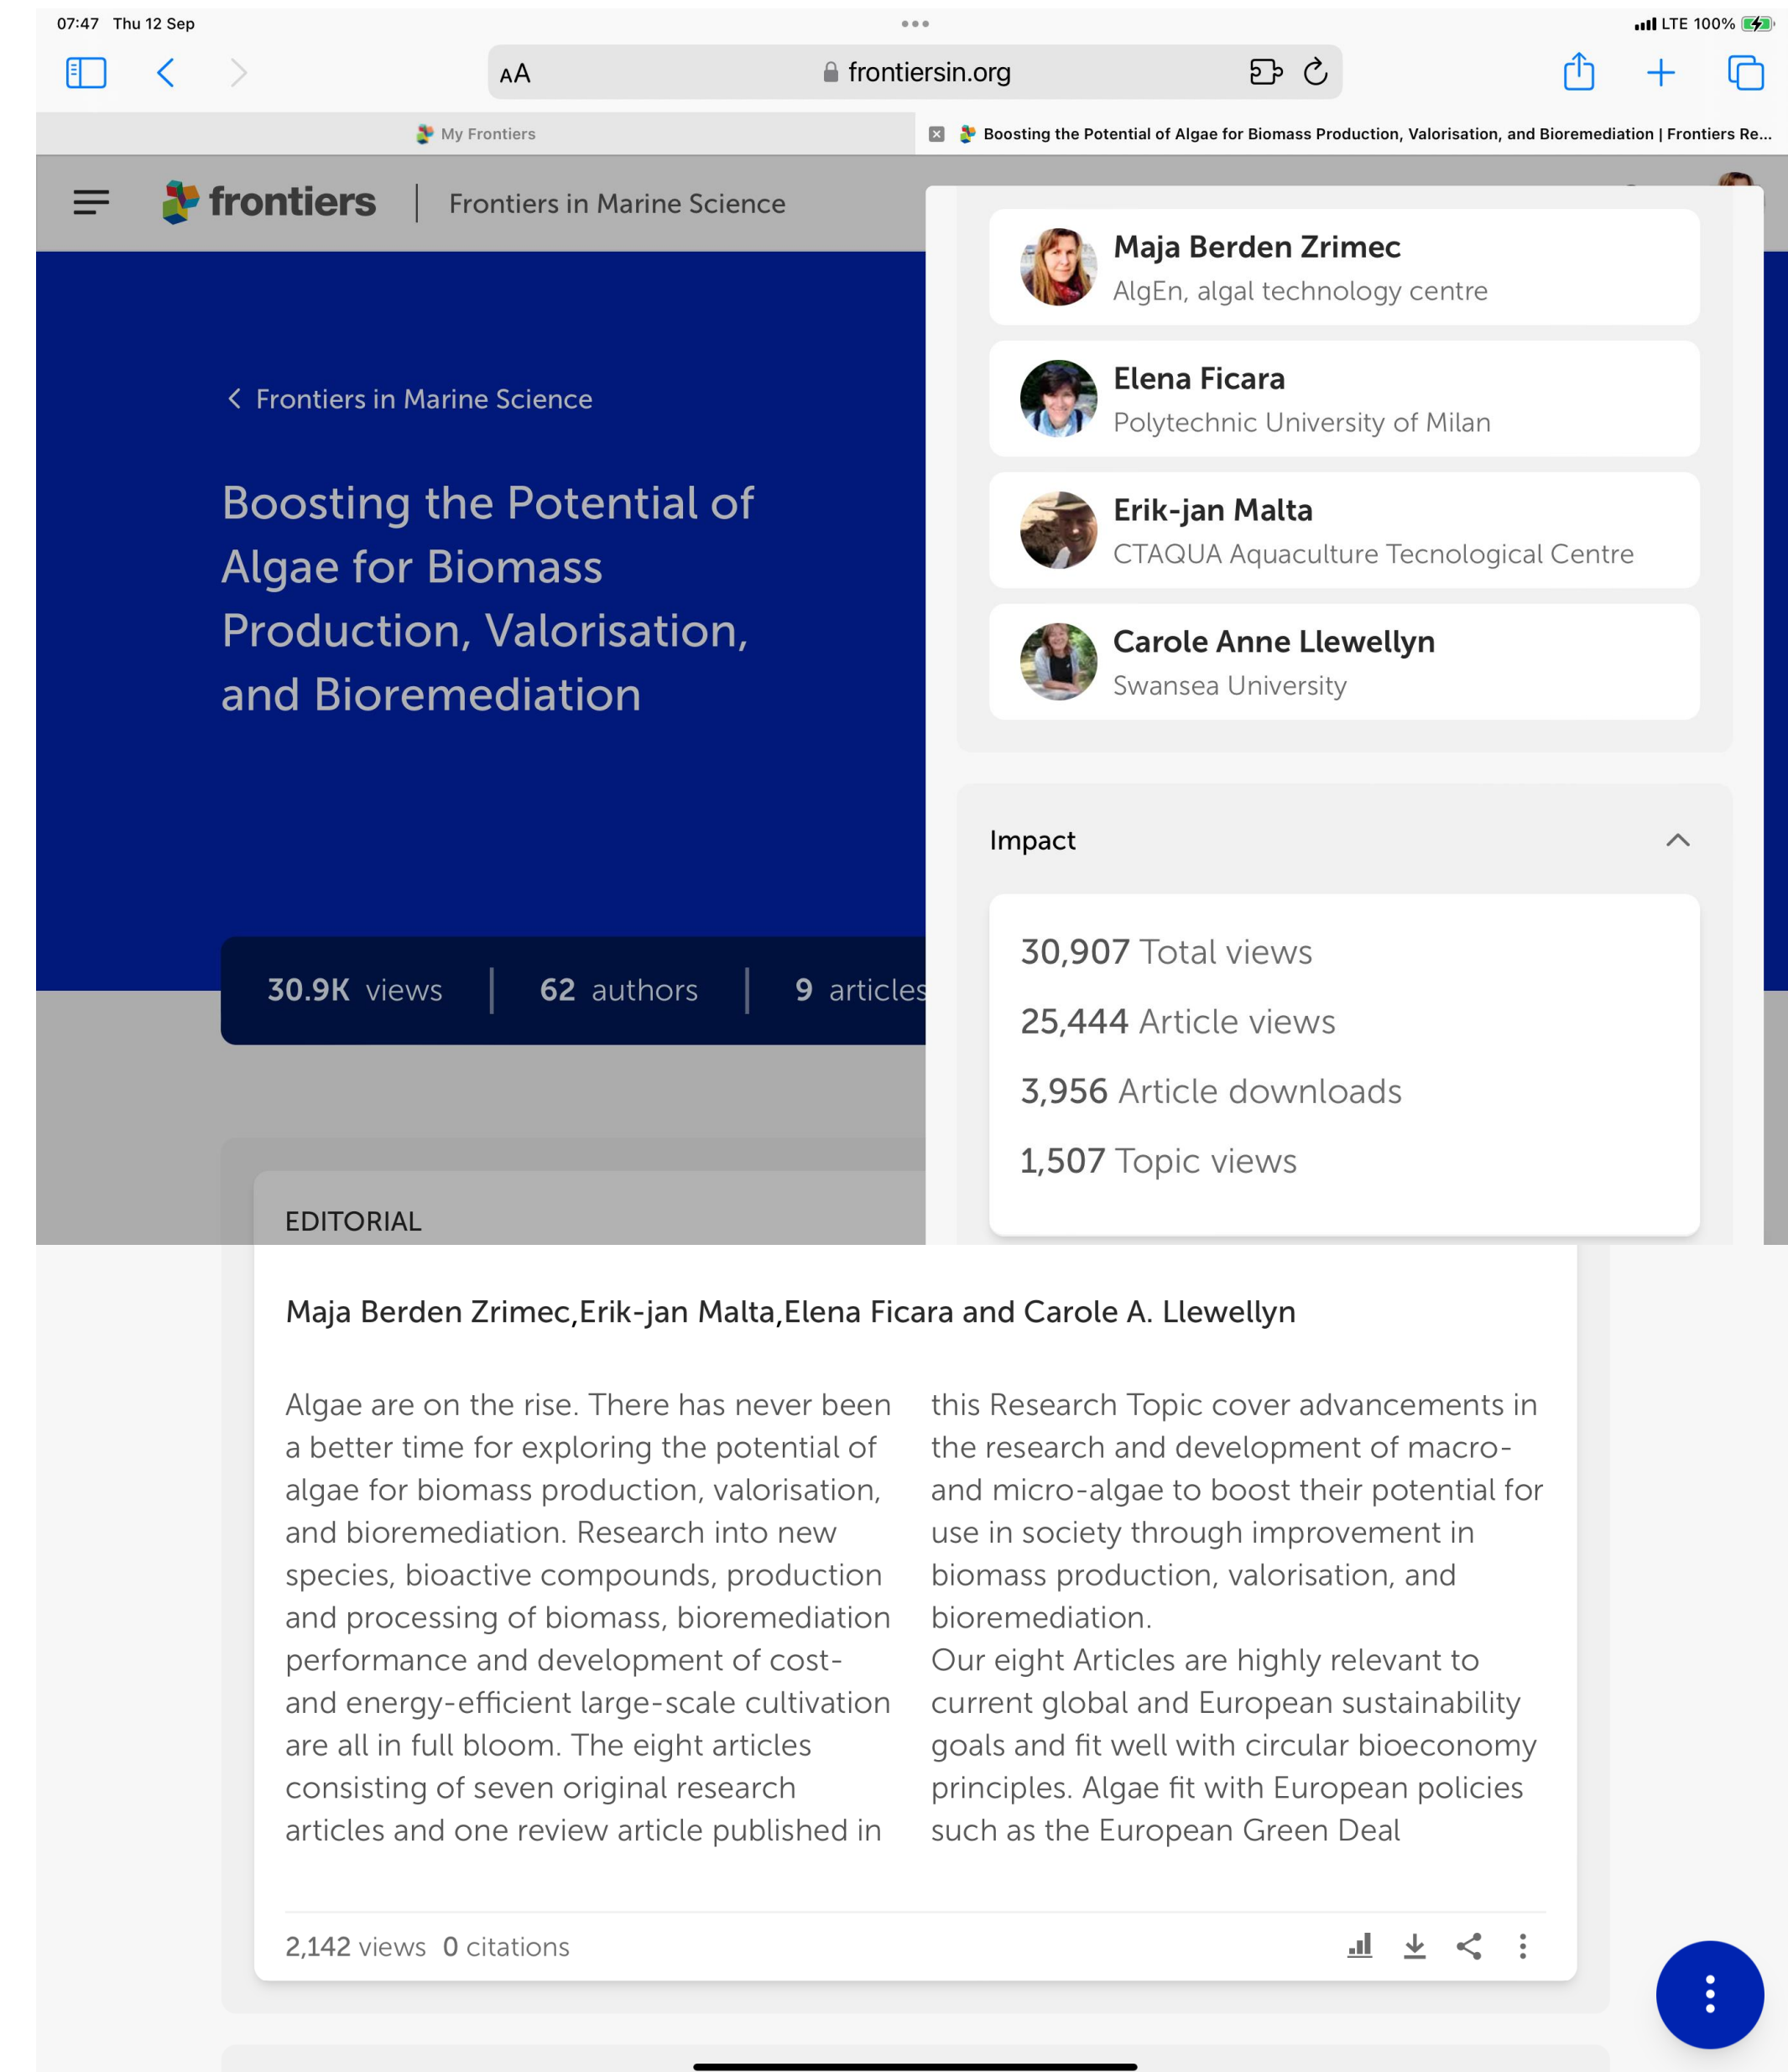 07:47 Thu 12 Sep
LTE 100%
AA
frontiersin.org
My Frontiers
Boosting the Potential of Algae for Biomass Production, Valorisation, and Bioremediation | Frontiers Re...
frontiers
Frontiers in Marine Science
Frontiers in Marine Science
Boosting the Potential of
Algae for Biomass
Production, Valorisation,
and Bioremediation
30.9K views
62 authors
9 articles
Maja Berden Zrimec
AlgEn, algal technology centre
Elena Ficara
Polytechnic University of Milan
Erik-jan Malta
CTAQUA Aquaculture Tecnological Centre
Carole Anne Llewellyn
Swansea University
Impact
30,907 Total views
25,444 Article views
3,956 Article downloads
1,507 Topic views
EDITORIAL
Maja Berden Zrimec,Erik-jan Malta,Elena Ficara and Carole A. Llewellyn
Algae are on the rise. There has never been
a better time for exploring the potential of
algae for biomass production, valorisation,
and bioremediation. Research into new
species, bioactive compounds, production
and processing of biomass, bioremediation
performance and development of cost-
and energy-efficient large-scale cultivation
are all in full bloom. The eight articles
consisting of seven original research
articles and one review article published in
this Research Topic cover advancements in
the research and development of macro-
and micro-algae to boost their potential for
use in society through improvement in
biomass production, valorisation, and
bioremediation.
Our eight Articles are highly relevant to
current global and European sustainability
goals and fit well with circular bioeconomy
principles. Algae fit with European policies
such as the European Green Deal
2,142 views 0 citations